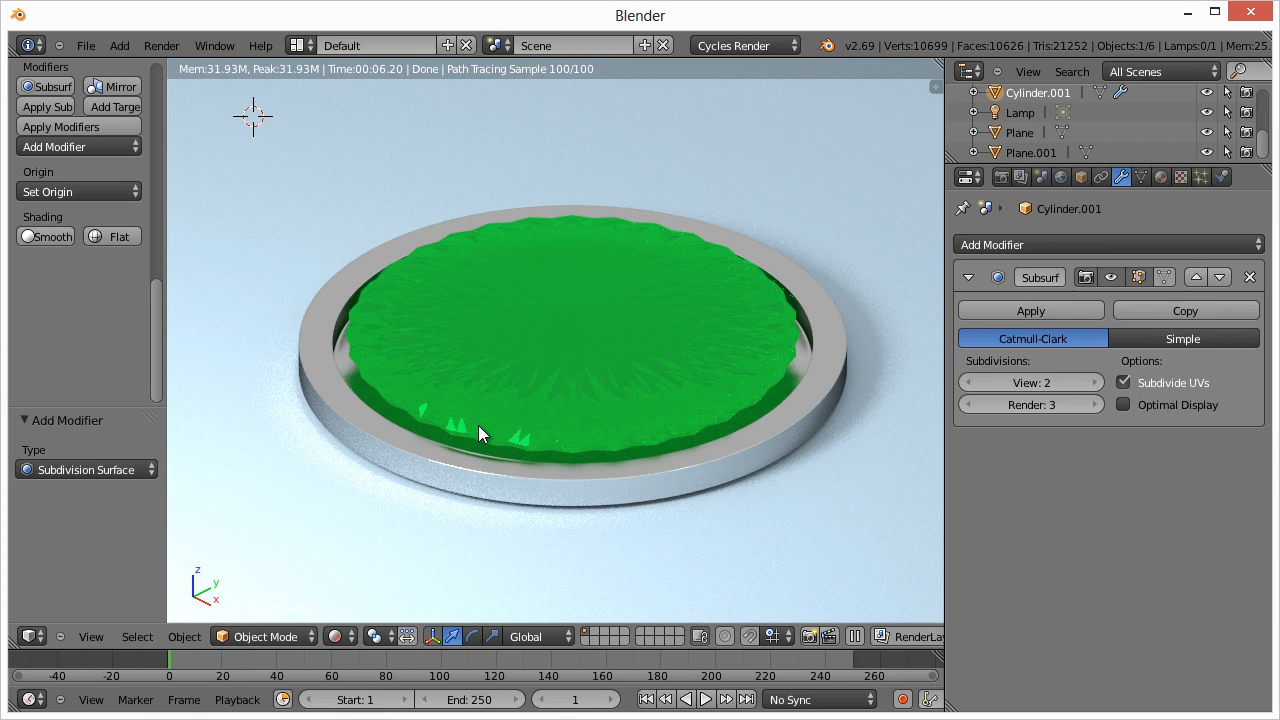 Blender
File Add Render Window Help Default Scene Cycles Render v2.69 | Verts:10699 | Faces:10626 | Tris:21252 | Objects:1/6 | Lamps:0/1 | Mem:25.
Modifiers
Subsurf Mirror
Apply Sub Add Targe
Apply Modifiers
Add Modifier
Origin
Set Origin
Shading
Smooth Flat
Add Modifier
Type
Subdivision Surface
Mem:31.93M, Peak:31.93M | Time:00:06.20 | Done | Path Tracing Sample 100/100
z
y
x
View Select Object Object Mode Global RenderLay
-40 -20 0 20 40 60 80 100 120 140 160 180 200 220 240 260
View Marker Frame Playback Start: 1 End: 250 1 No Sync
View Search All Scenes
Cylinder.001
Lamp
Plane
Plane.001
Cylinder.001
Add Modifier
Subsurf
Apply Copy
Catmull-Clark Simple
Subdivisions: Options:
View: 2 Subdivide UVs
Render: 3 Optimal Display